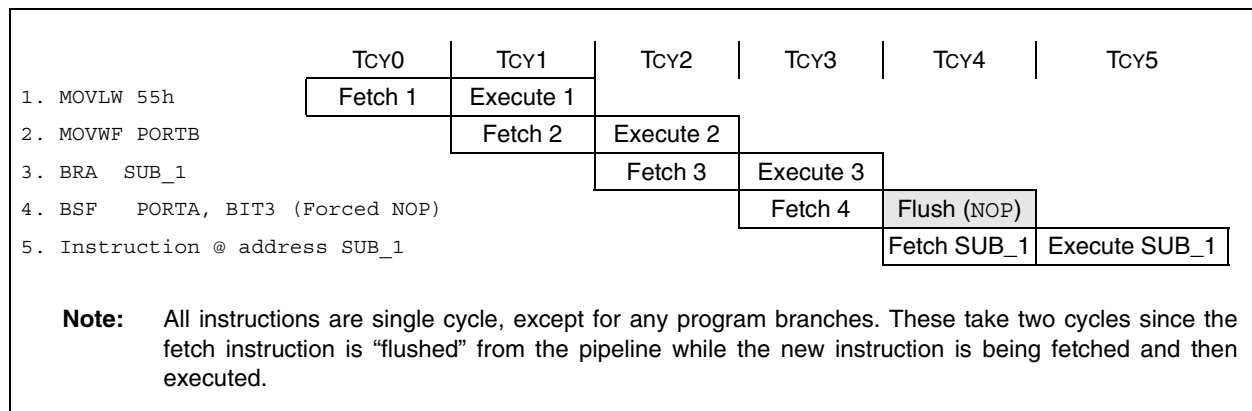 TCY0 TCY1 TCY2 TCY3 TCY4 TCY5
1. MOVLW 55h Fetch 1 Execute 1
2. MOVWF PORTB Fetch 2 Execute 2
3. BRA SUB_1 Fetch 3 Execute 3
4. BSF PORTA, BIT3 (Forced NOP) Fetch 4 Flush (NOP)
5. Instruction @ address SUB_1 Fetch SUB_1 Execute SUB_1
Note: All instructions are single cycle, except for any program branches. These take two cycles since the
fetch instruction is “flushed” from the pipeline while the new instruction is being fetched and then
executed.